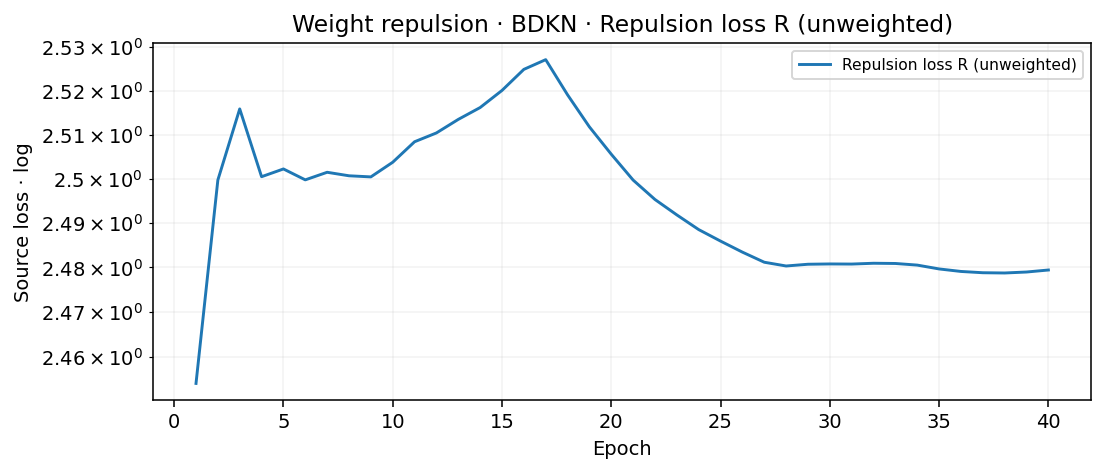 Weight repulsion · BDKN · Repulsion loss R (unweighted)
2.53 × 10⁰
2.52 × 10⁰
2.51 × 10⁰
2.5 × 10⁰
2.49 × 10⁰
2.48 × 10⁰
2.47 × 10⁰
2.46 × 10⁰
Source loss · log
Repulsion loss R (unweighted)
0 5 10 15 20 25 30 35 40
Epoch